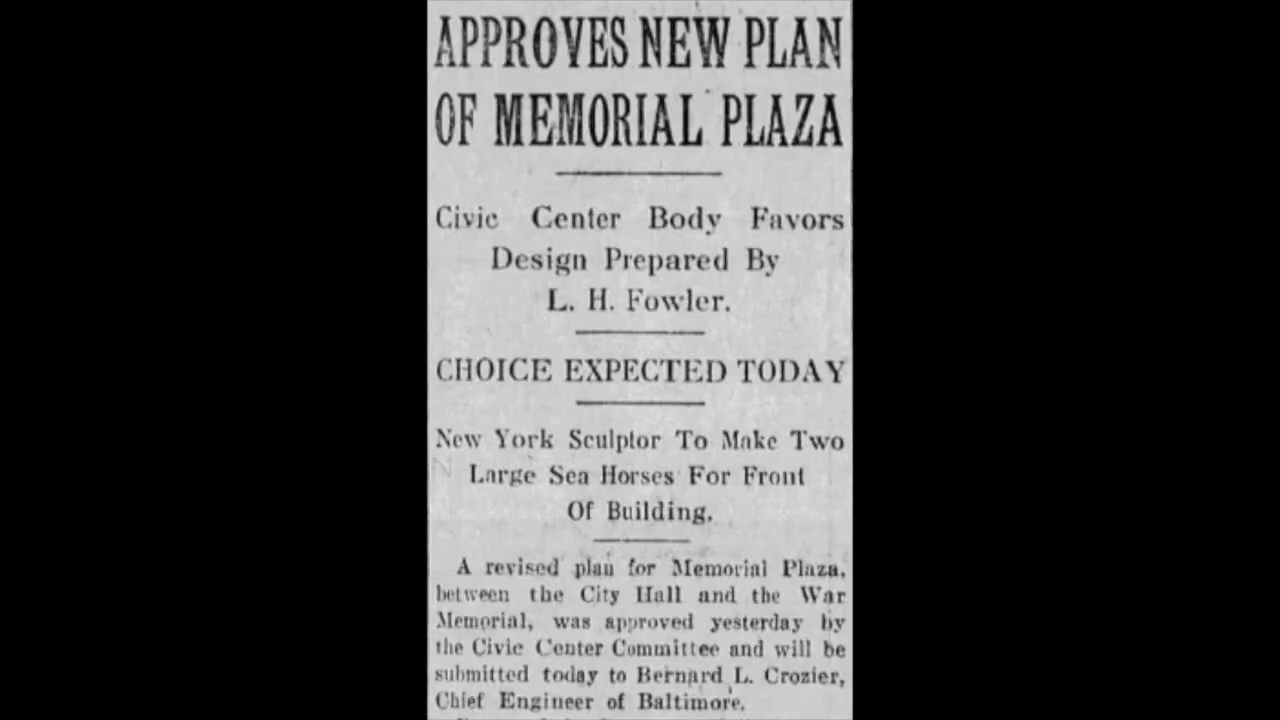 APPROVES NEW PLAN
OF MEMORIAL PLAZA
Civic Center Body Favors
Design Prepared By
L. H. Fowler.
CHOICE EXPECTED TODAY
New York Sculptor To Make Two
Large Sea Horses For Front
Of Building.
A revised plan for Memorial Plaza,
between the City Hall and the War
Memorial, was approved yesterday by
the Civic Center Committee and will be
submitted today to Bernard L. Crozier,
Chief Engineer of Baltimore.